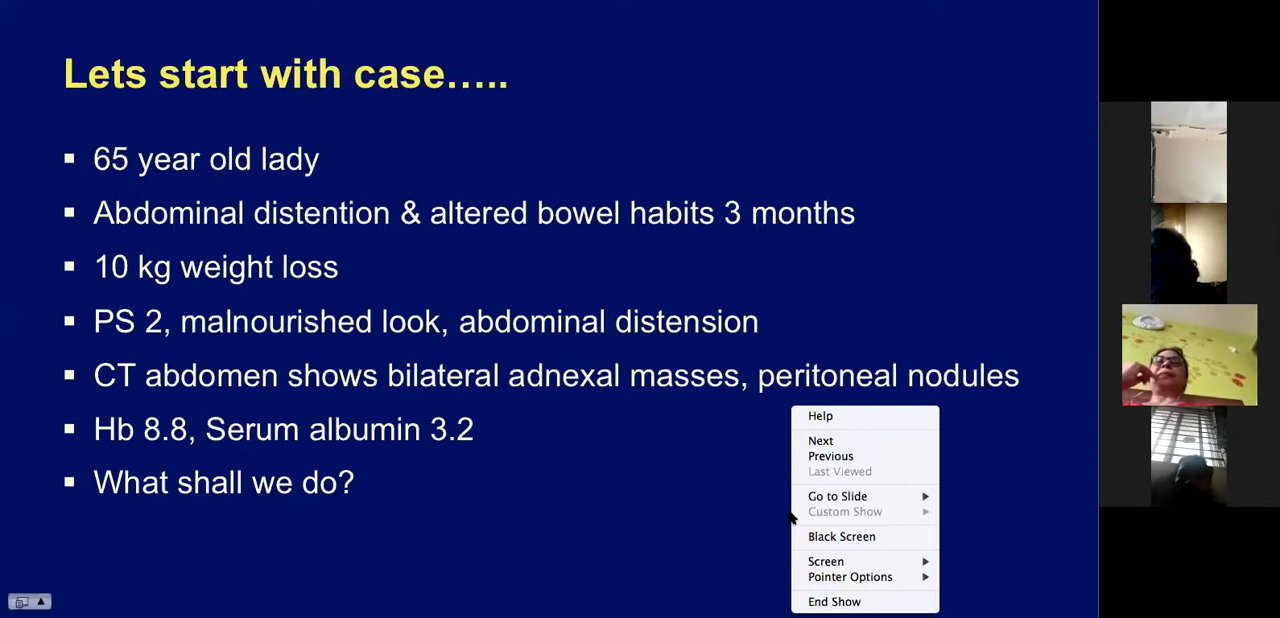 Lets start with case…..
▪ 65 year old lady
▪ Abdominal distention & altered bowel habits 3 months
▪ 10 kg weight loss
▪ PS 2, malnourished look, abdominal distension
▪ CT abdomen shows bilateral adnexal masses, peritoneal nodules
▪ Hb 8.8, Serum albumin 3.2
▪ What shall we do?
Help
Next
Previous
Last Viewed
Go to Slide
Custom Show
Black Screen
Screen
Pointer Options
End Show